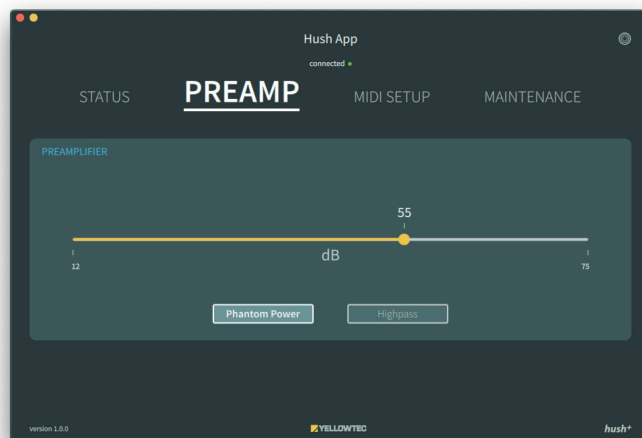 Hush App
connected
STATUS PREAMP MIDI SETUP MAINTENANCE
PREAMPLIFIER
55
dB
12 75
Phantom Power Highpass
version 1.0.0 YELLOWTEC hush+